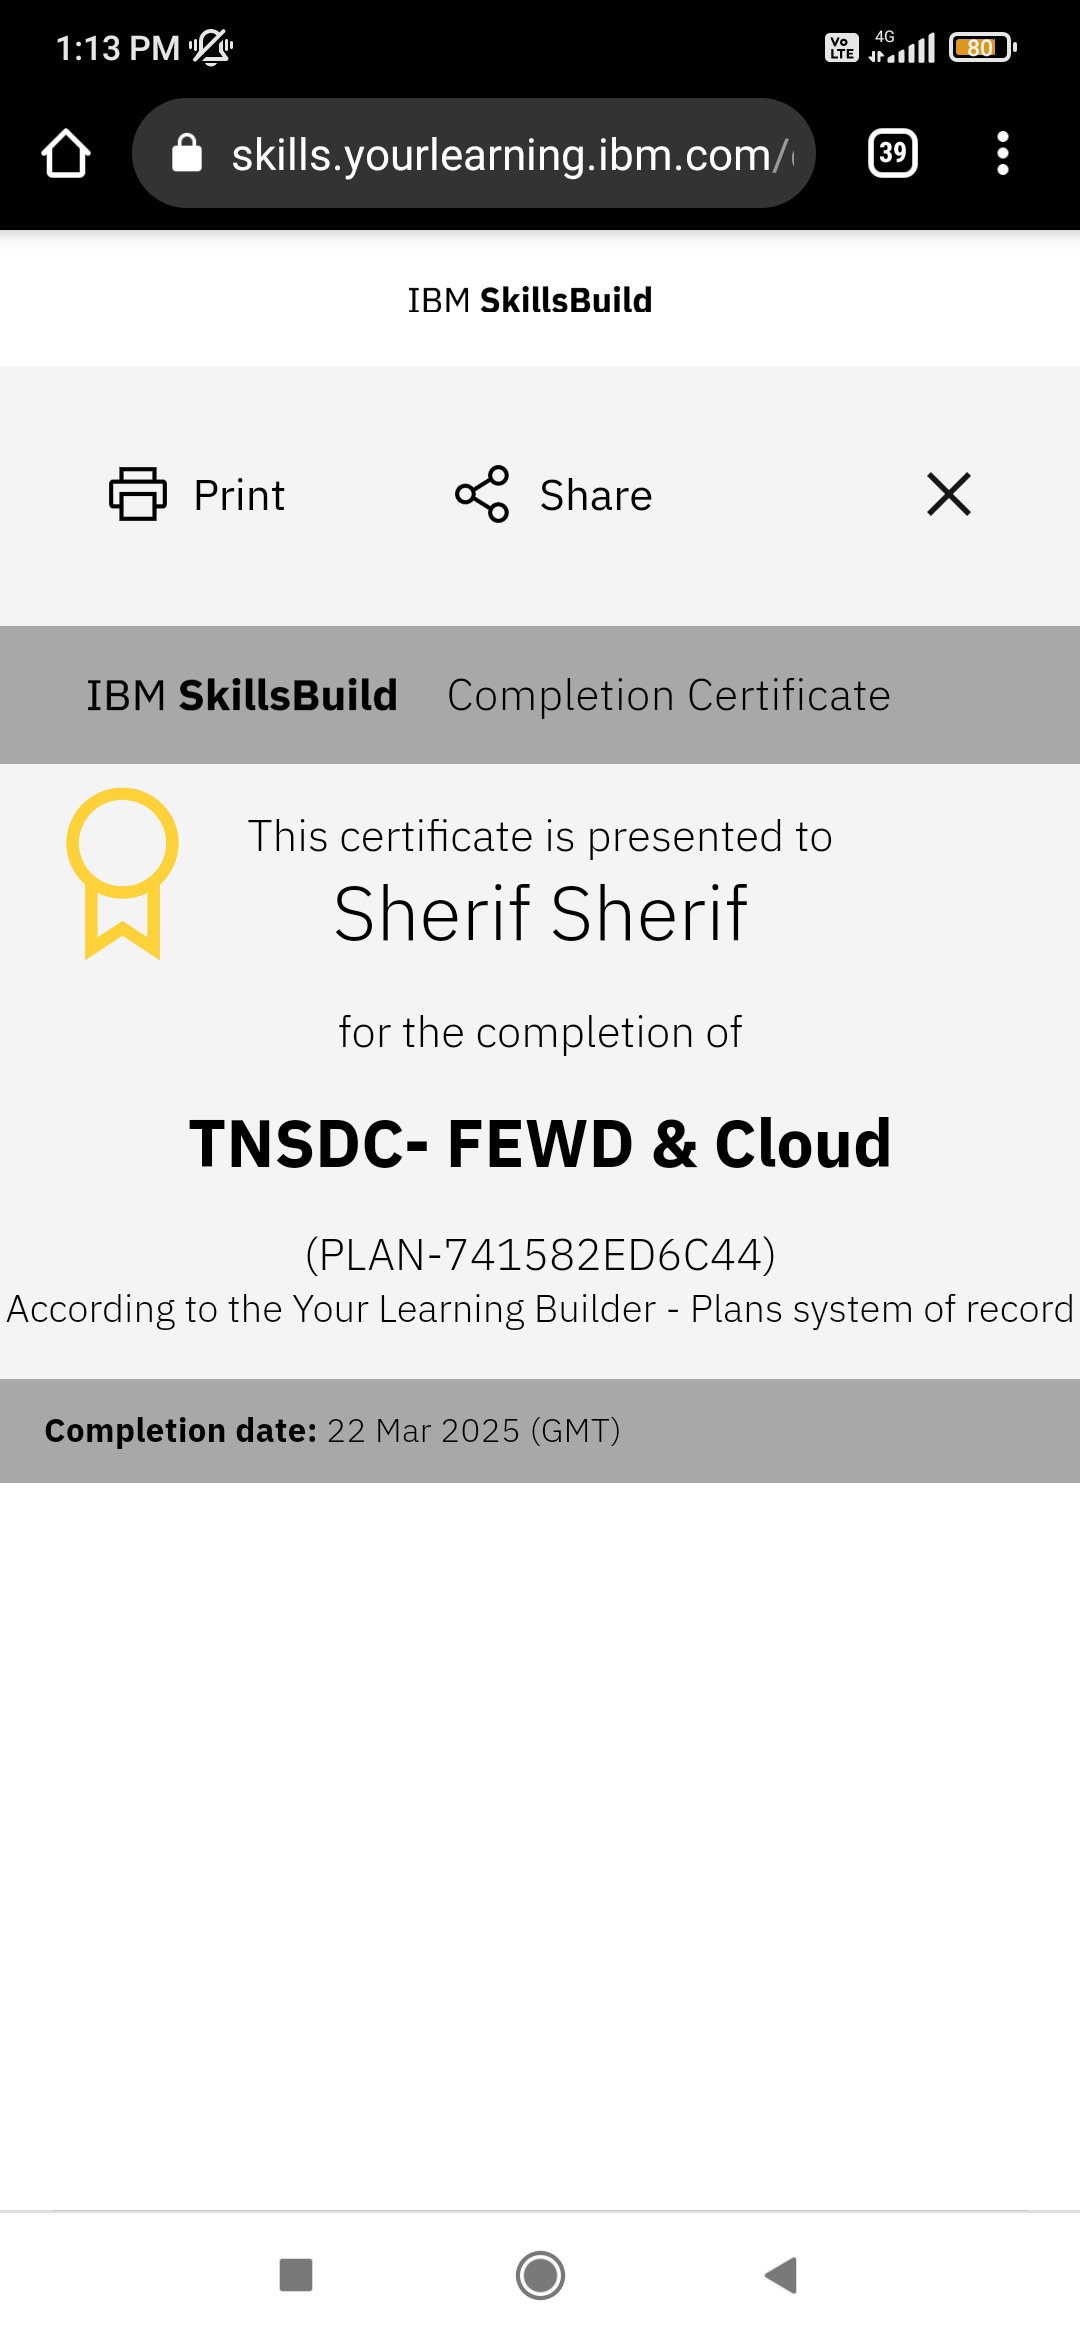 1:13 PM
Vo LTE 4G 80
skills.yourlearning.ibm.com/
39
IBM SkillsBuild
Print Share
IBM SkillsBuild Completion Certificate
This certificate is presented to
Sherif Sherif
for the completion of
TNSDC- FEWD & Cloud
(PLAN-741582ED6C44)
According to the Your Learning Builder - Plans system of record
Completion date: 22 Mar 2025 (GMT)